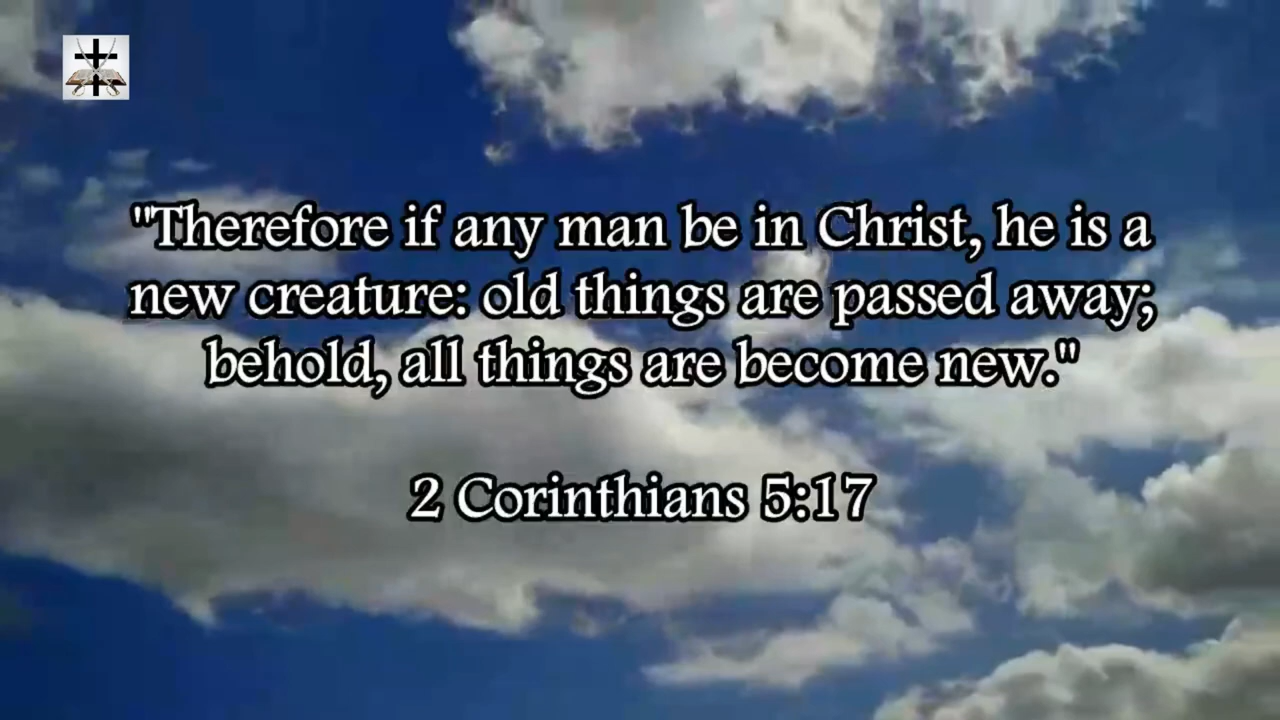 "Therefore if any man be in Christ, he is a
new creature: old things are passed away;
behold, all things are become new."
2 Corinthians 5:17